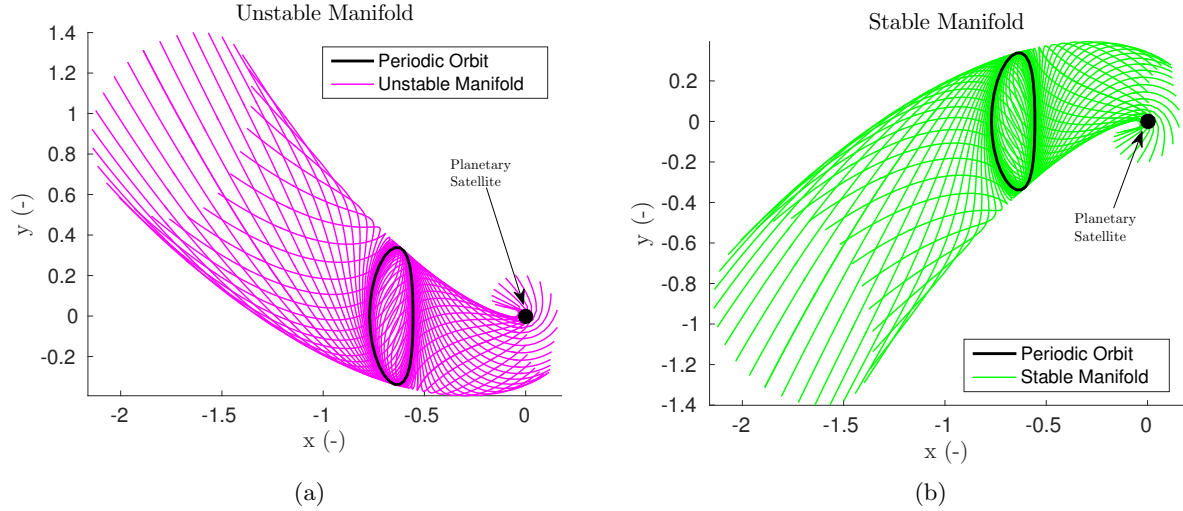 Unstable Manifold
1.4
1.2
1
0.8
0.6
0.4
0.2
0
-0.2
y (-)
Periodic Orbit
Unstable Manifold
Planetary
Satellite
-2
-1.5
-1
-0.5
0
x (-)
(a)
Stable Manifold
0.2
0
-0.2
-0.4
-0.6
-0.8
-1
-1.2
-1.4
y (-)
Planetary
Satellite
Periodic Orbit
Stable Manifold
-2
-1.5
-1
-0.5
0
x (-)
(b)